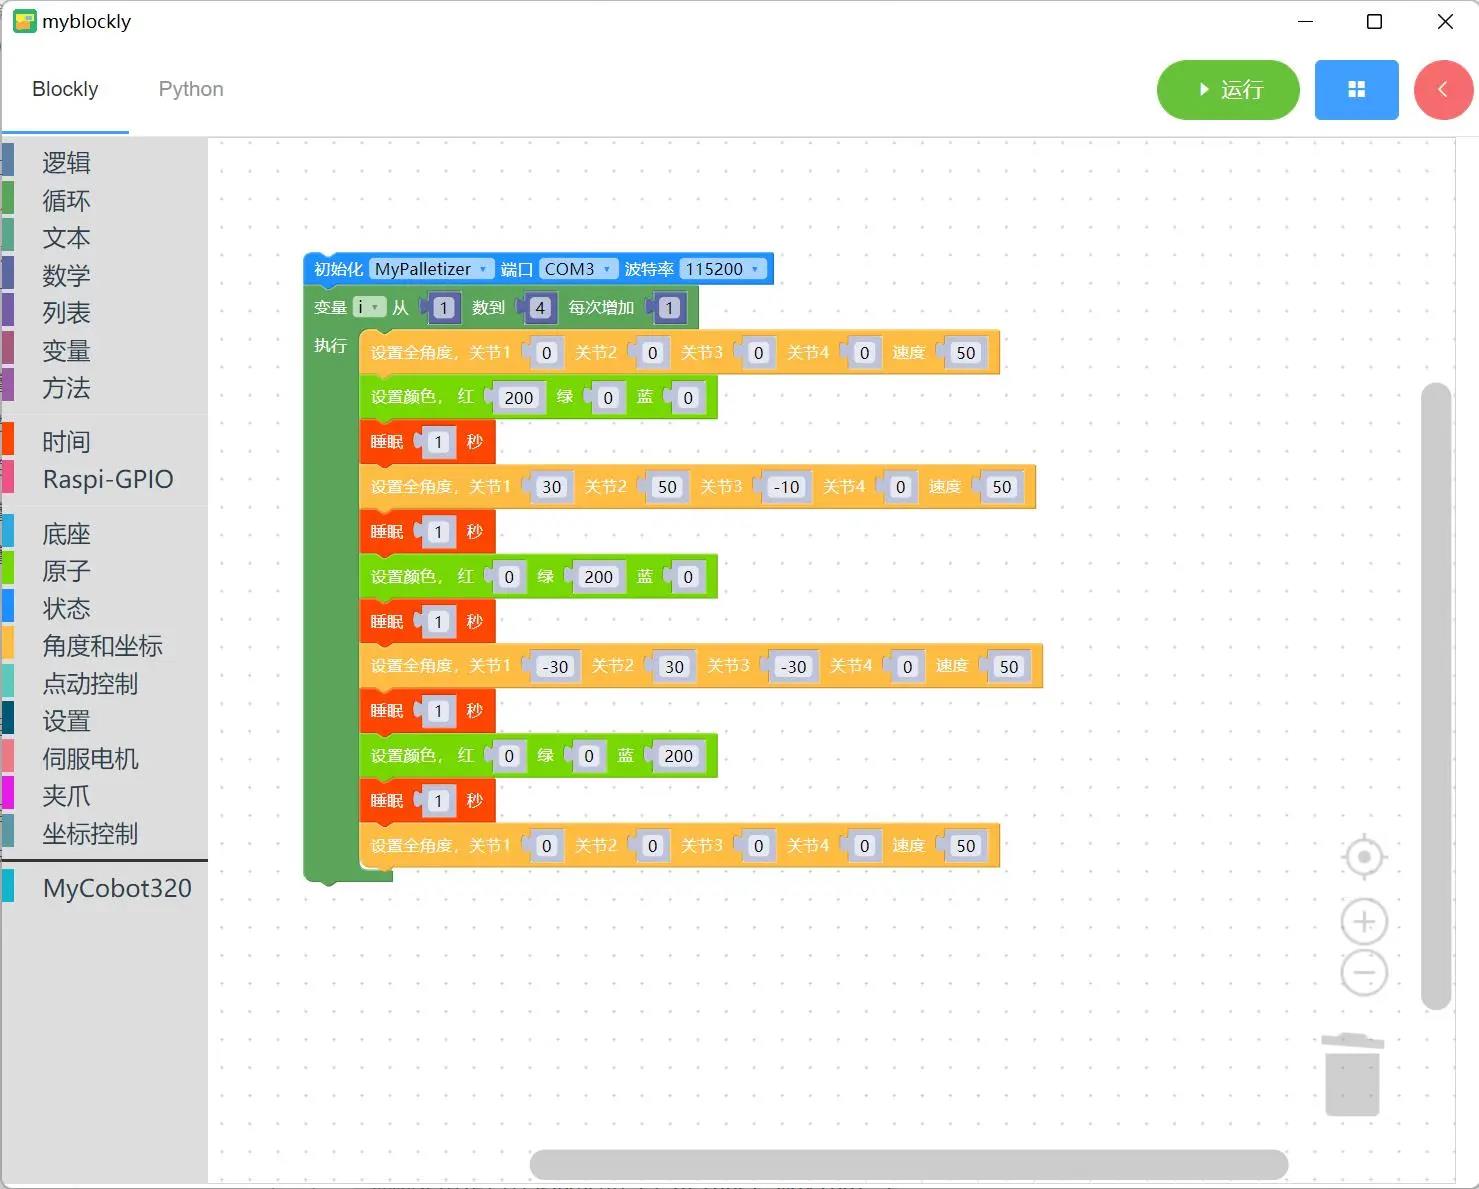 myblockly
Blockly Python 运行
逻辑
循环
文本
数学
列表
变量
方法
时间
Raspi-GPIO
底座
原子
状态
角度和坐标
点动控制
设置
伺服电机
夹爪
坐标控制
MyCobot320
初始化 MyPalletizer 端口 COM3 波特率 115200
变量 i 从 1 数到 4 每次增加 1
执行
设置全角度，关节1 0 关节2 0 关节3 0 关节4 0 速度 50
设置颜色，红 200 绿 0 蓝 0
睡眠 1 秒
设置全角度，关节1 30 关节2 50 关节3 -10 关节4 0 速度 50
睡眠 1 秒
设置颜色，红 0 绿 200 蓝 0
睡眠 1 秒
设置全角度，关节1 -30 关节2 30 关节3 -30 关节4 0 速度 50
睡眠 1 秒
设置颜色，红 0 绿 0 蓝 200
睡眠 1 秒
设置全角度，关节1 0 关节2 0 关节3 0 关节4 0 速度 50